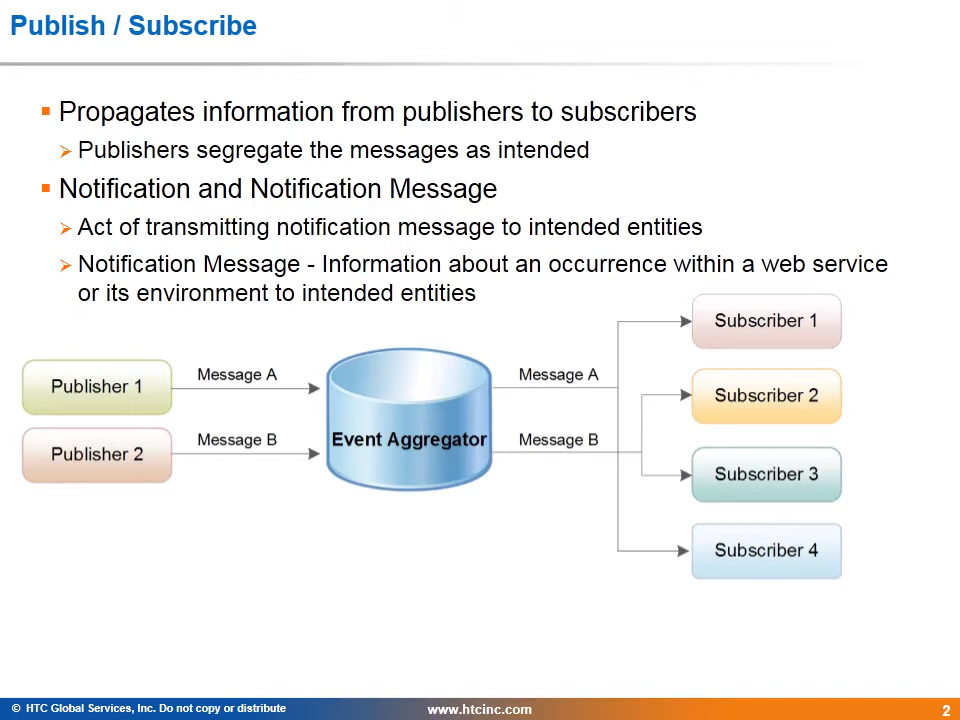 Publish / Subscribe
Propagates information from publishers to subscribers
Publishers segregate the messages as intended
Notification and Notification Message
Act of transmitting notification message to intended entities
Notification Message - Information about an occurrence within a web service
or its environment to intended entities
Publisher 1
Message A
Publisher 2
Message B
Event Aggregator
Message A
Message B
Subscriber 1
Subscriber 2
Subscriber 3
Subscriber 4
© HTC Global Services, Inc. Do not copy or distribute
www.htcinc.com
2